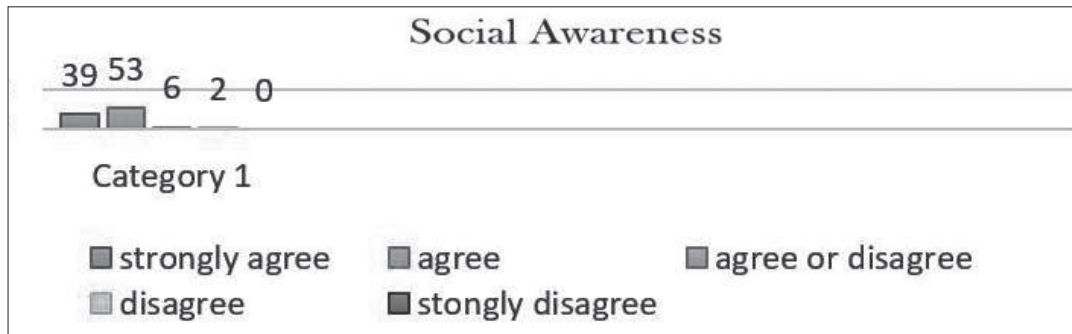 Social Awareness
39 53 6 2 0
Category 1
strongly agree agree agree or disagree
disagree stongly disagree